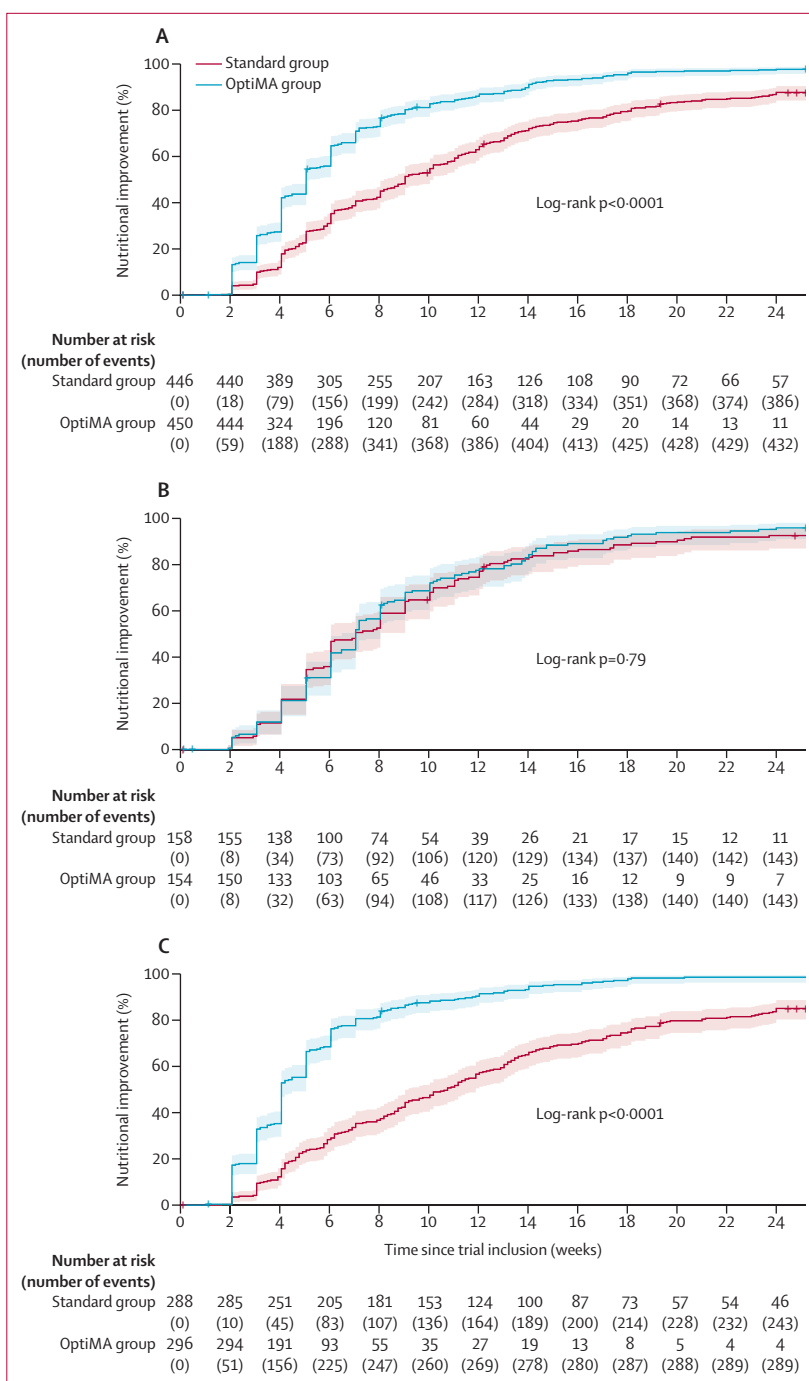 A
Standard group
OptiMA group
Nutritional improvement (%)
100
80
60
40
20
0
Log-rank p<0·0001
0 2 4 6 8 10 12 14 16 18 20 22 24
Number at risk
(number of events)
Standard group 446 440 389 305 255 207 163 126 108 90 72 66 57
(0) (18) (79) (156) (199) (242) (284) (318) (334) (351) (368) (374) (386)
OptiMA group 450 444 324 196 120 81 60 44 29 20 14 13 11
(0) (59) (188) (288) (341) (368) (386) (404) (413) (425) (428) (429) (432)
B
Nutritional improvement (%)
100
80
60
40
20
0
Log-rank p=0·79
0 2 4 6 8 10 12 14 16 18 20 22 24
Number at risk
(number of events)
Standard group 158 155 138 100 74 54 39 26 21 17 15 12 11
(0) (8) (34) (73) (92) (106) (120) (129) (134) (137) (140) (142) (143)
OptiMA group 154 150 133 103 65 46 33 25 16 12 9 9 7
(0) (8) (32) (63) (94) (108) (117) (126) (133) (138) (140) (140) (143)
C
Nutritional improvement (%)
100
80
60
40
20
0
Log-rank p<0·0001
0 2 4 6 8 10 12 14 16 18 20 22 24
Time since trial inclusion (weeks)
Number at risk
(number of events)
Standard group 288 285 251 205 181 153 124 100 87 73 57 54 46
(0) (10) (45) (83) (107) (136) (164) (189) (200) (214) (228) (232) (243)
OptiMA group 296 294 191 93 55 35 27 19 13 8 5 4 4
(0) (51) (156) (225) (247) (260) (269) (278) (280) (287) (288) (289) (289)